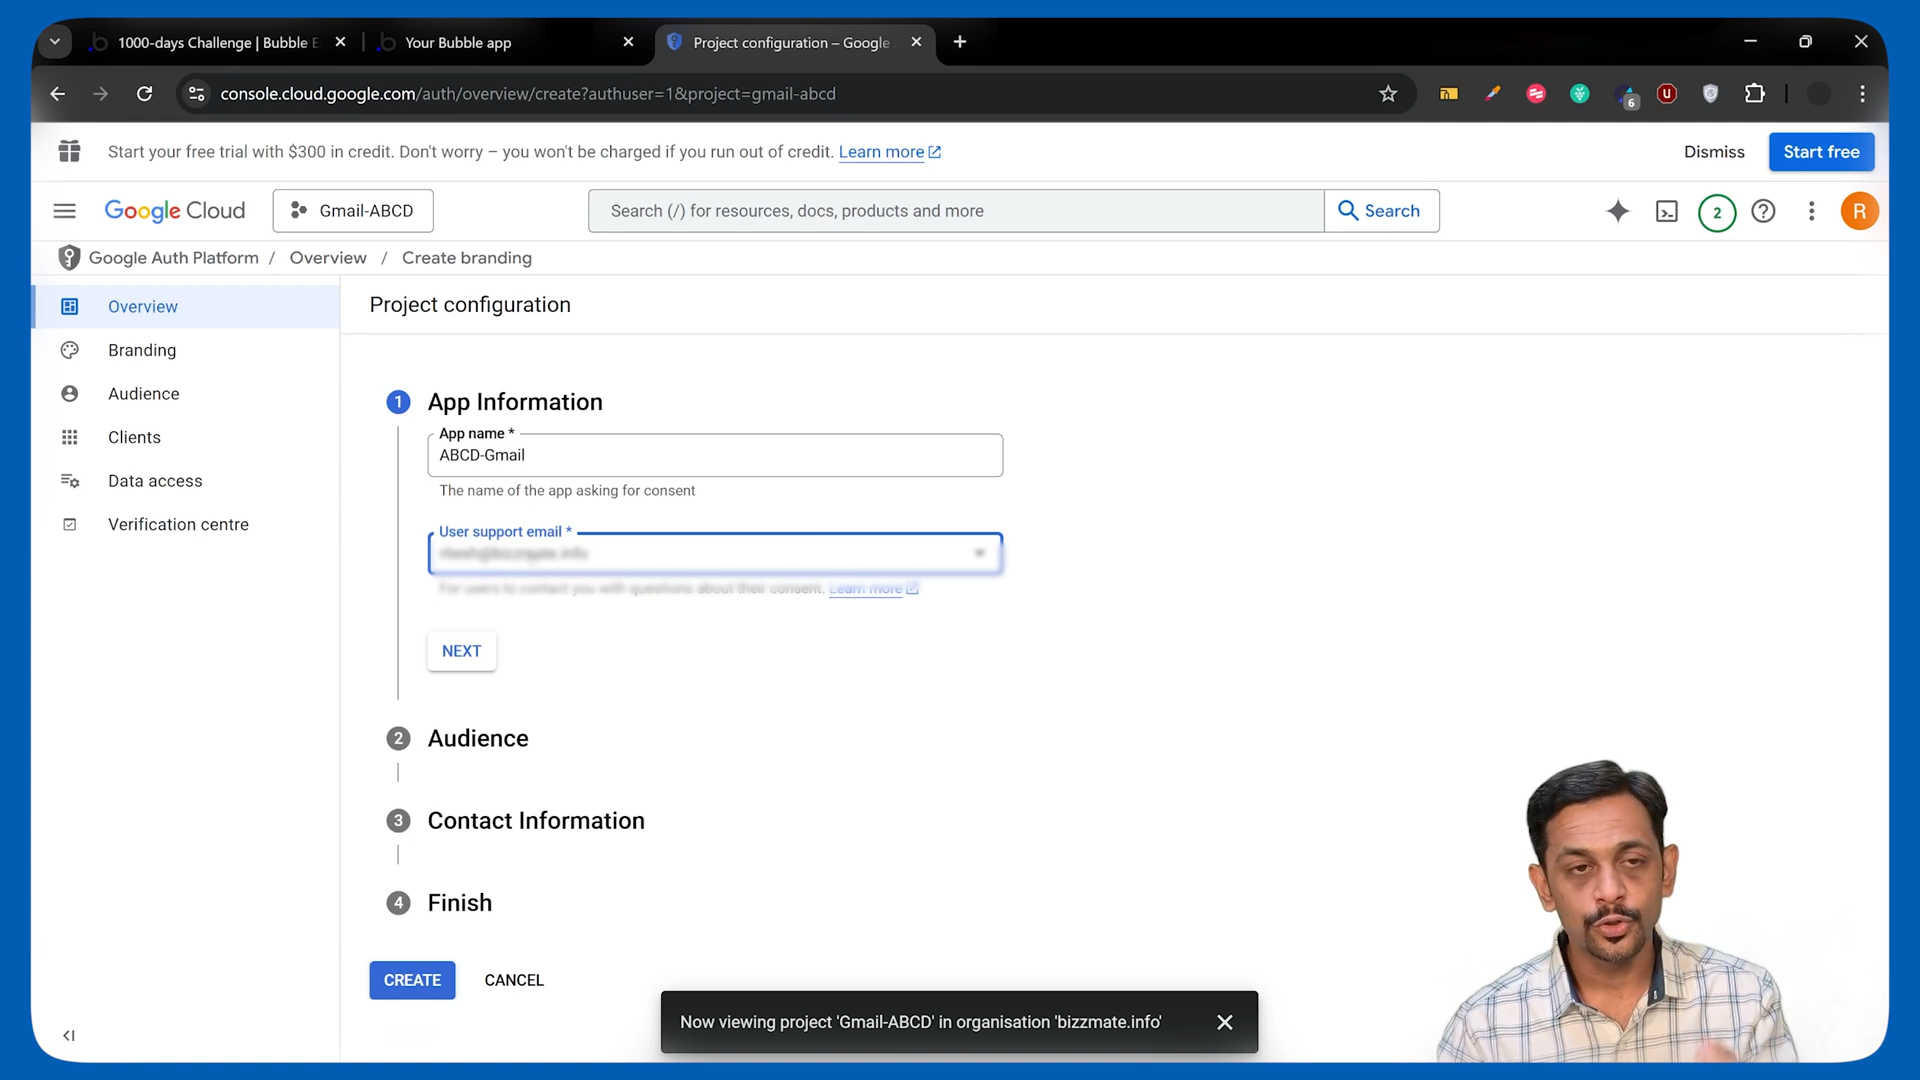 1000-days Challenge | Bubble E
Your Bubble app
Project configuration – Google
console.cloud.google.com/auth/overview/create?authuser=1&project=gmail-abcd
6
Start your free trial with $300 in credit. Don't worry – you won't be charged if you run out of credit. Learn more
Dismiss
Start free
Google Cloud
Gmail-ABCD
Search (/) for resources, docs, products and more
Search
2
R
Google Auth Platform / Overview / Create branding
Overview
Branding
Audience
Clients
Data access
Verification centre
Project configuration
1 App Information
App name *
ABCD-Gmail
The name of the app asking for consent
User support email *
For users to contact you with questions about their consent. Learn more
NEXT
2 Audience
3 Contact Information
4 Finish
CREATE
CANCEL
Now viewing project 'Gmail-ABCD' in organisation 'bizzmate.info'